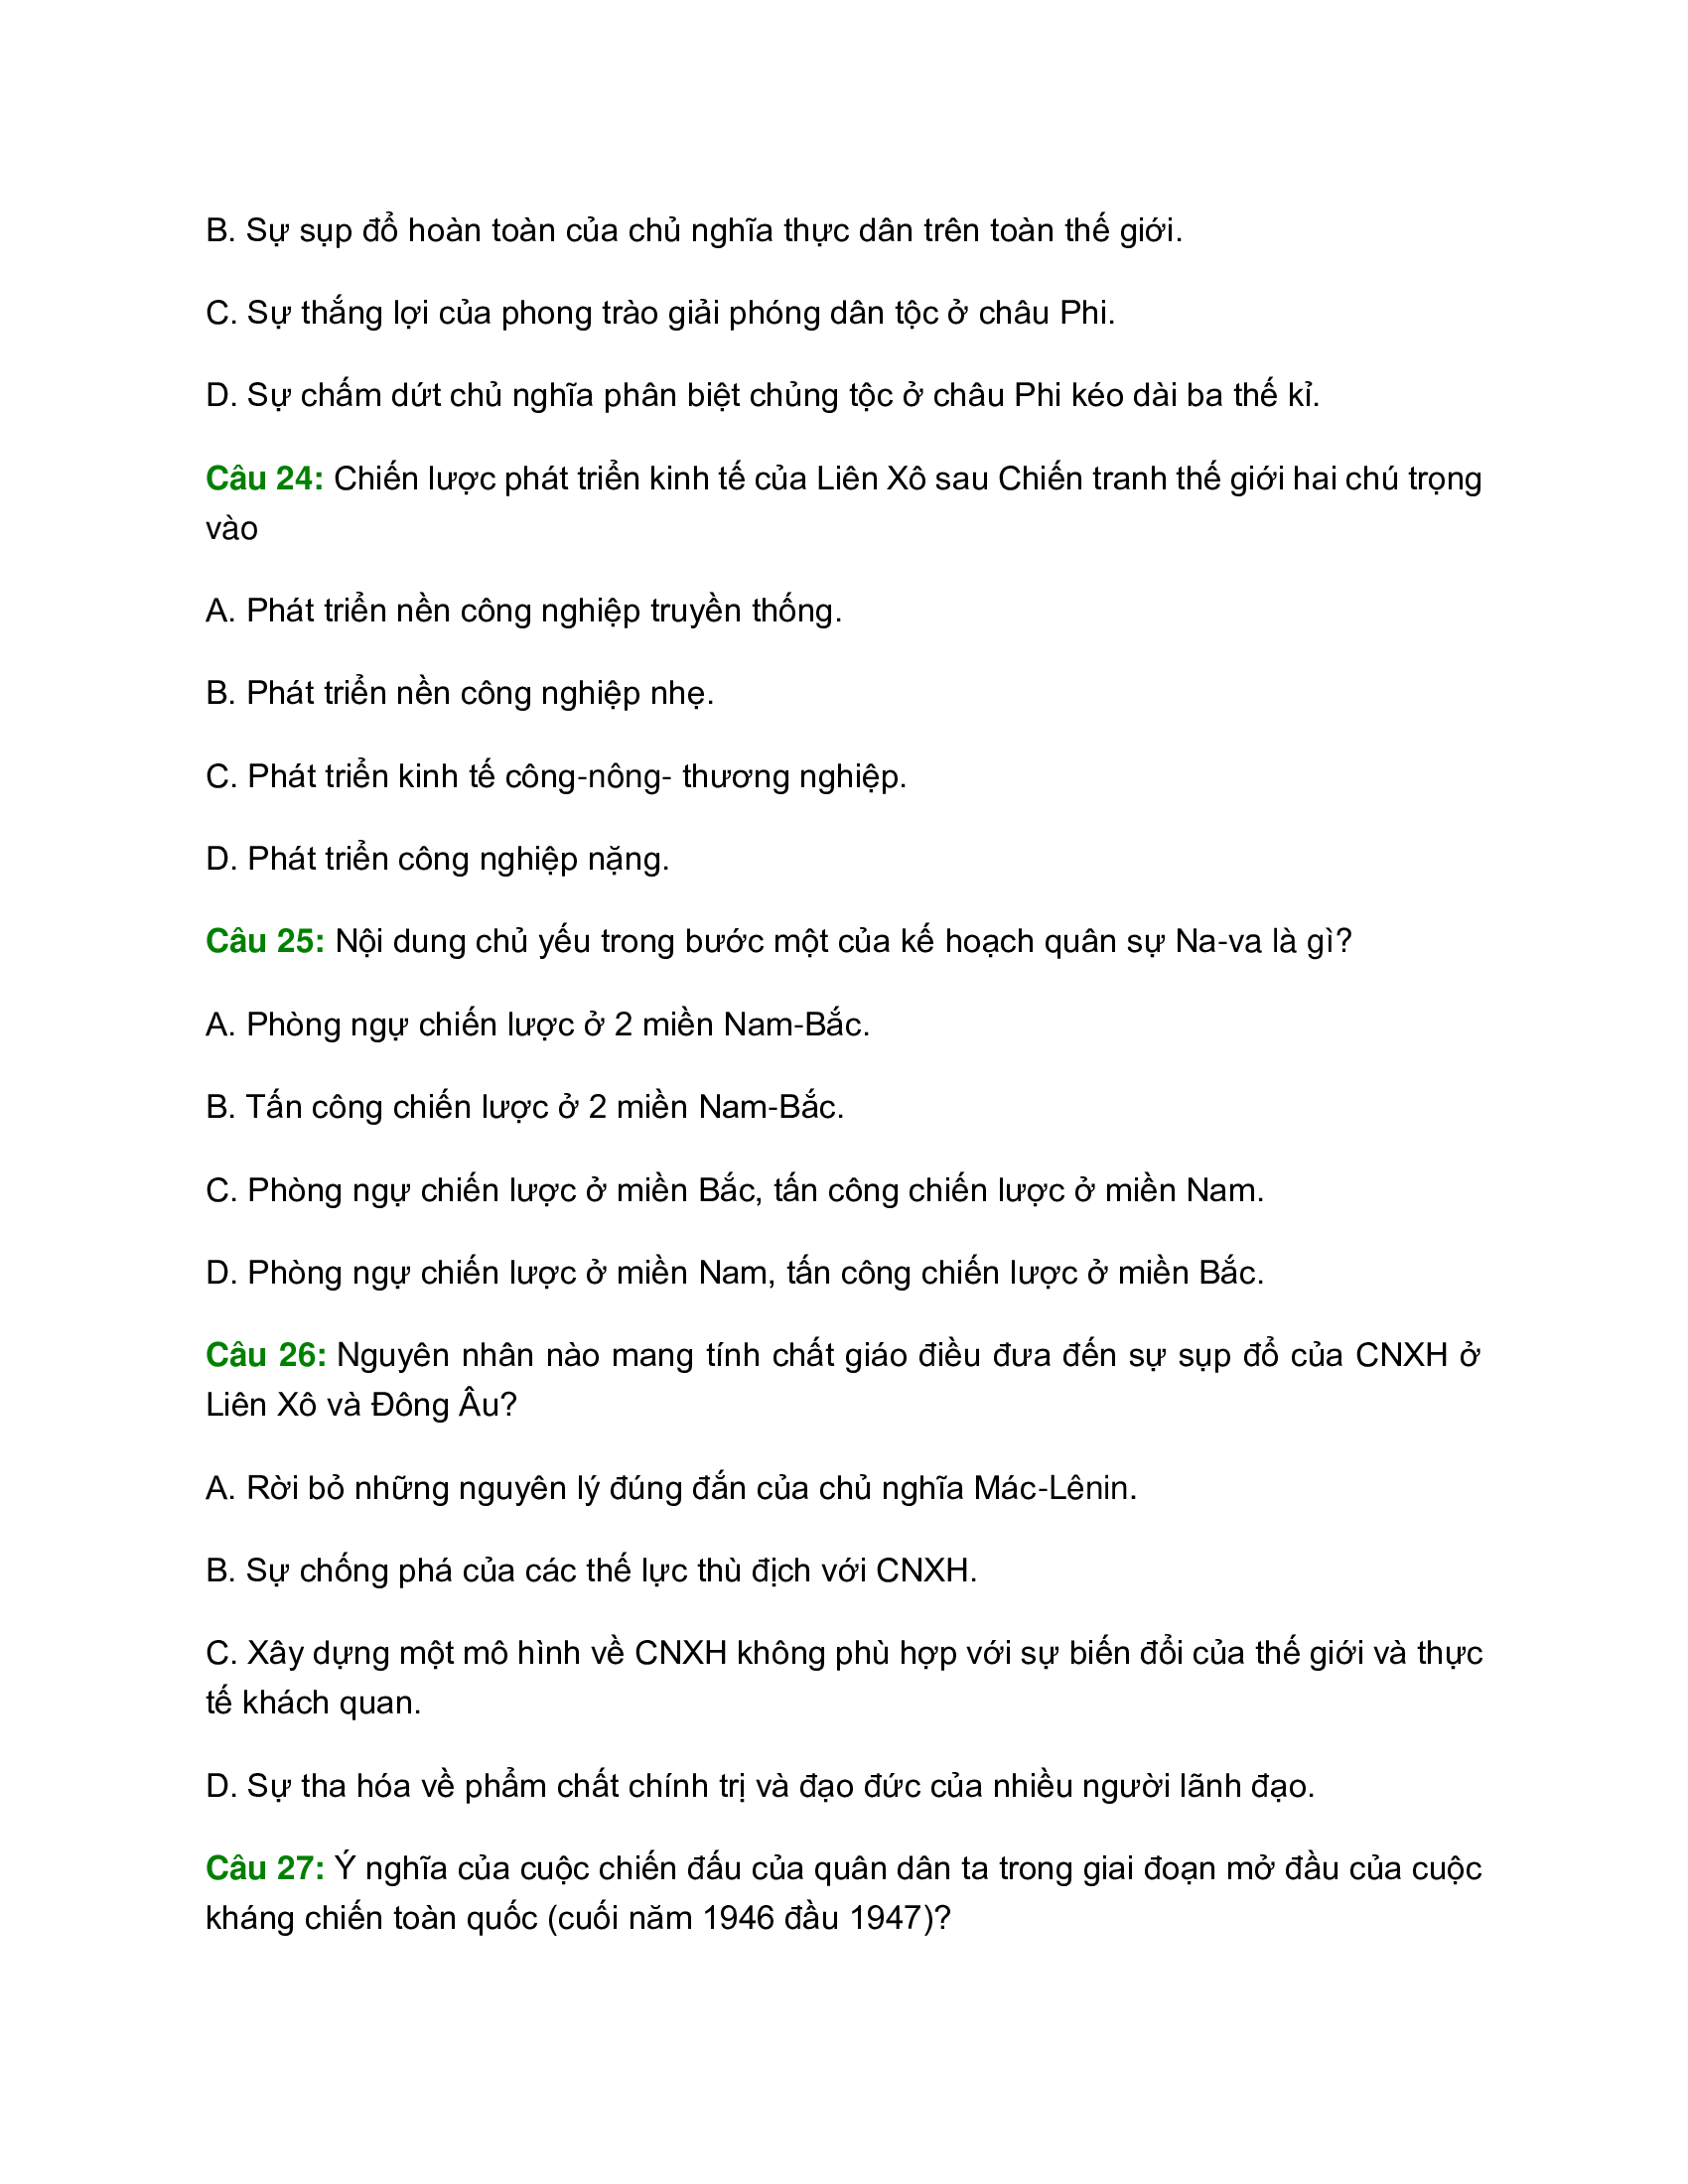 B. Sự sụp đổ hoàn toàn của chủ nghĩa thực dân trên toàn thế giới.
C. Sự thắng lợi của phong trào giải phóng dân tộc ở châu Phi.
D. Sự chấm dứt chủ nghĩa phân biệt chủng tộc ở châu Phi kéo dài ba thế kỉ.
Câu 24: Chiến lược phát triển kinh tế của Liên Xô sau Chiến tranh thế giới hai chú trọng
vào
A. Phát triển nền công nghiệp truyền thống.
B. Phát triển nền công nghiệp nhẹ.
C. Phát triển kinh tế công-nông- thương nghiệp.
D. Phát triển công nghiệp nặng.
Câu 25: Nội dung chủ yếu trong bước một của kế hoạch quân sự Na-va là gì?
A. Phòng ngự chiến lược ở 2 miền Nam-Bắc.
B. Tấn công chiến lược ở 2 miền Nam-Bắc.
C. Phòng ngự chiến lược ở miền Bắc, tấn công chiến lược ở miền Nam.
D. Phòng ngự chiến lược ở miền Nam, tấn công chiến lược ở miền Bắc.
Câu 26: Nguyên nhân nào mang tính chất giáo điều đưa đến sự sụp đổ của CNXH ở
Liên Xô và Đông Âu?
A. Rời bỏ những nguyên lý đúng đắn của chủ nghĩa Mác-Lênin.
B. Sự chống phá của các thế lực thù địch với CNXH.
C. Xây dựng một mô hình về CNXH không phù hợp với sự biến đổi của thế giới và thực
tế khách quan.
D. Sự tha hóa về phẩm chất chính trị và đạo đức của nhiều người lãnh đạo.
Câu 27: Ý nghĩa của cuộc chiến đấu của quân dân ta trong giai đoạn mở đầu của cuộc
kháng chiến toàn quốc (cuối năm 1946 đầu 1947)?